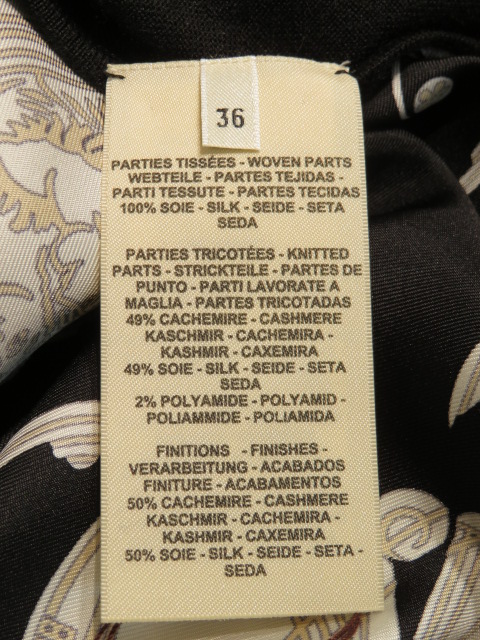 36
PARTIES TISSÉES - WOVEN PARTS
WEBTEILE - PARTES TEJIDAS -
PARTI TESSUTE - PARTES TECIDAS
100% SOIE - SILK - SEIDE - SETA
SEDA
PARTIES TRICOTÉES - KNITTED
PARTS - STRICKTEILE - PARTES DE
PUNTO - PARTI LAVORATE A
MAGLIA - PARTES TRICOTADAS
49% CACHEMIRE - CASHMERE
KASCHMIR - CACHEMIRA -
KASHMIR - CAXEMIRA
49% SOIE - SILK - SEIDE - SETA
SEDA
2% POLYAMIDE - POLYAMID -
POLIAMMIDE - POLIAMIDA
FINITIONS - FINISHES -
VERARBEITUNG - ACABADOS
FINITURE - ACABAMENTOS
50% CACHEMIRE - CASHMERE
KASCHMIR - CACHEMIRA -
KASHMIR - CAXEMIRA
50% SOIE - SILK - SEIDE - SETA -
SEDA